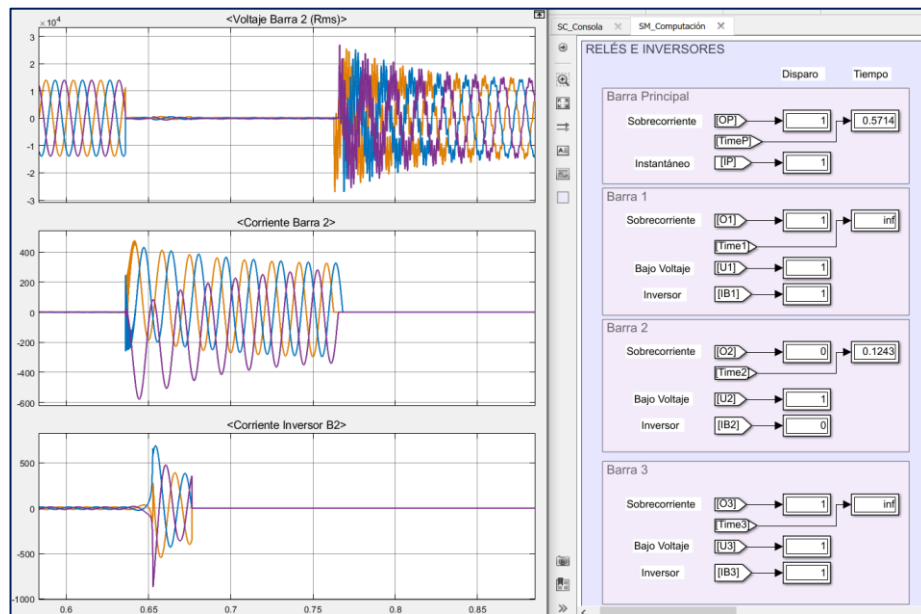 <Voltaje Barra 2 (Rms)>
×10⁴
3
2
1
0
-1
-2
-3
<Corriente Barra 2>
400
200
0
-200
-400
-600
<Corriente Inversor B2>
500
0
-500
-1000
0.6
0.65
0.7
0.75
0.8
0.85
SC_Consola
SM_Computación
RELÉS E INVERSORES
Disparo Tiempo
Barra Principal
Sobrecorriente [OP] 1 0.5714
[TimeP]
Instantáneo [IP] 1
Barra 1
Sobrecorriente [O1] 1 inf
[Time1]
Bajo Voltaje [U1] 1
Inversor [IB1] 1
Barra 2
Sobrecorriente [O2] 0 0.1243
[Time2]
Bajo Voltaje [U2] 1
Inversor [IB2] 0
Barra 3
Sobrecorriente [O3] 1 inf
[Time3]
Bajo Voltaje [U3] 1
Inversor [IB3] 1